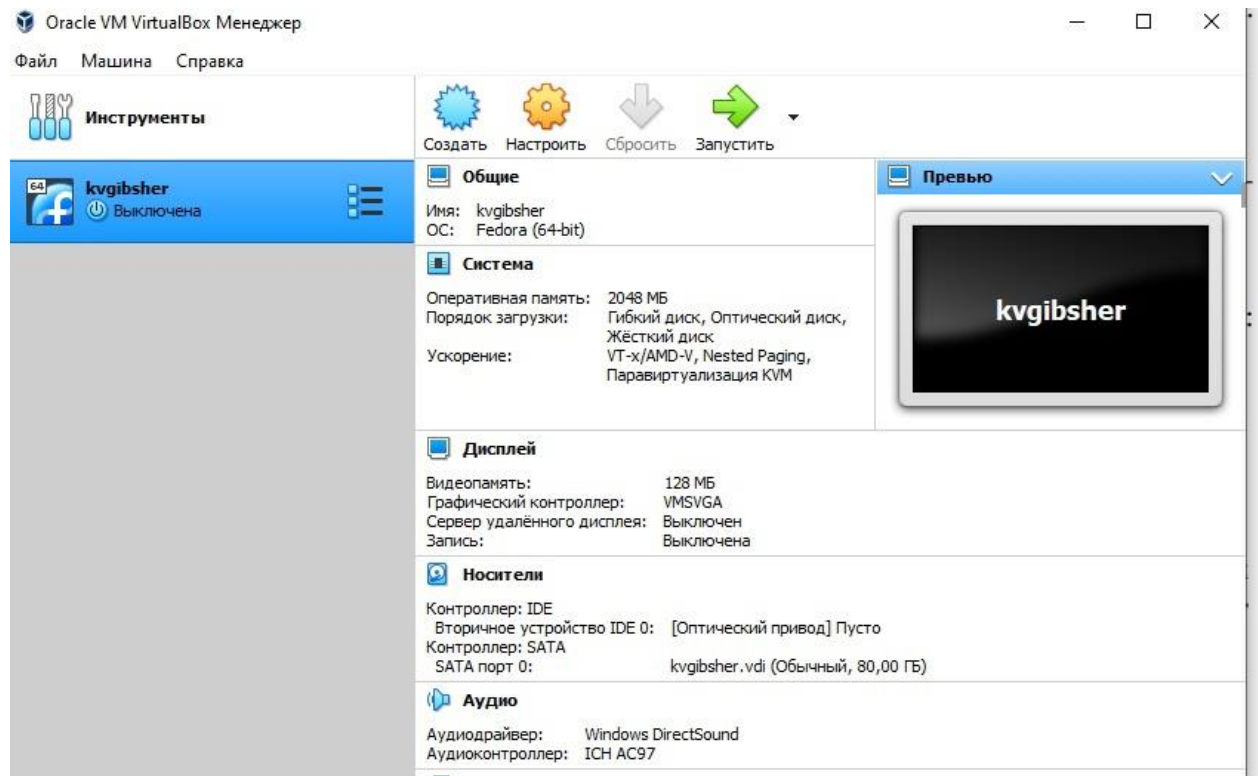 Oracle VM VirtualBox Менеджер
Файл Машина Справка
Инструменты
Создать Настроить Сбросить Запустить
64
kvgibsher
Выключена
Общие
Имя: kvgibsher
ОС: Fedora (64-bit)
Превью
kvgibsher
Система
Оперативная память: 2048 МБ
Порядок загрузки: Гибкий диск, Оптический диск,
Жёсткий диск
Ускорение: VT-x/AMD-V, Nested Paging,
Паравиртуализация KVM
Дисплей
Видеопамять: 128 МБ
Графический контроллер: VMSVGA
Сервер удалённого дисплея: Выключен
Запись: Выключена
Носители
Контроллер: IDE
Вторичное устройство IDE 0: [Оптический привод] Пусто
Контроллер: SATA
SATA порт 0: kvgibsher.vdi (Обычный, 80,00 ГБ)
Аудио
Аудиодрайвер: Windows DirectSound
Аудиоконтроллер: ICH AC97